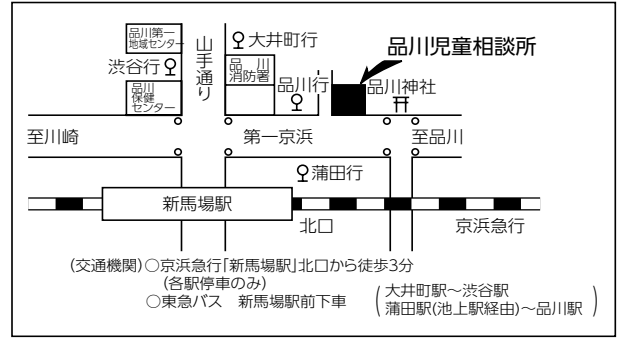 品川第一
地域センター
渋谷行
品川
保健
センター
山手通り
大井町行
品川
消防署
品川行
品川児童相談所
品川神社
至川崎
第一京浜
至品川
蒲田行
新馬場駅
北口
京浜急行
(交通機関)○京浜急行「新馬場駅」北口から徒歩3分
(各駅停車のみ)
○東急バス 新馬場駅前下車
(大井町駅～渋谷駅
蒲田駅(池上駅経由)～品川駅)